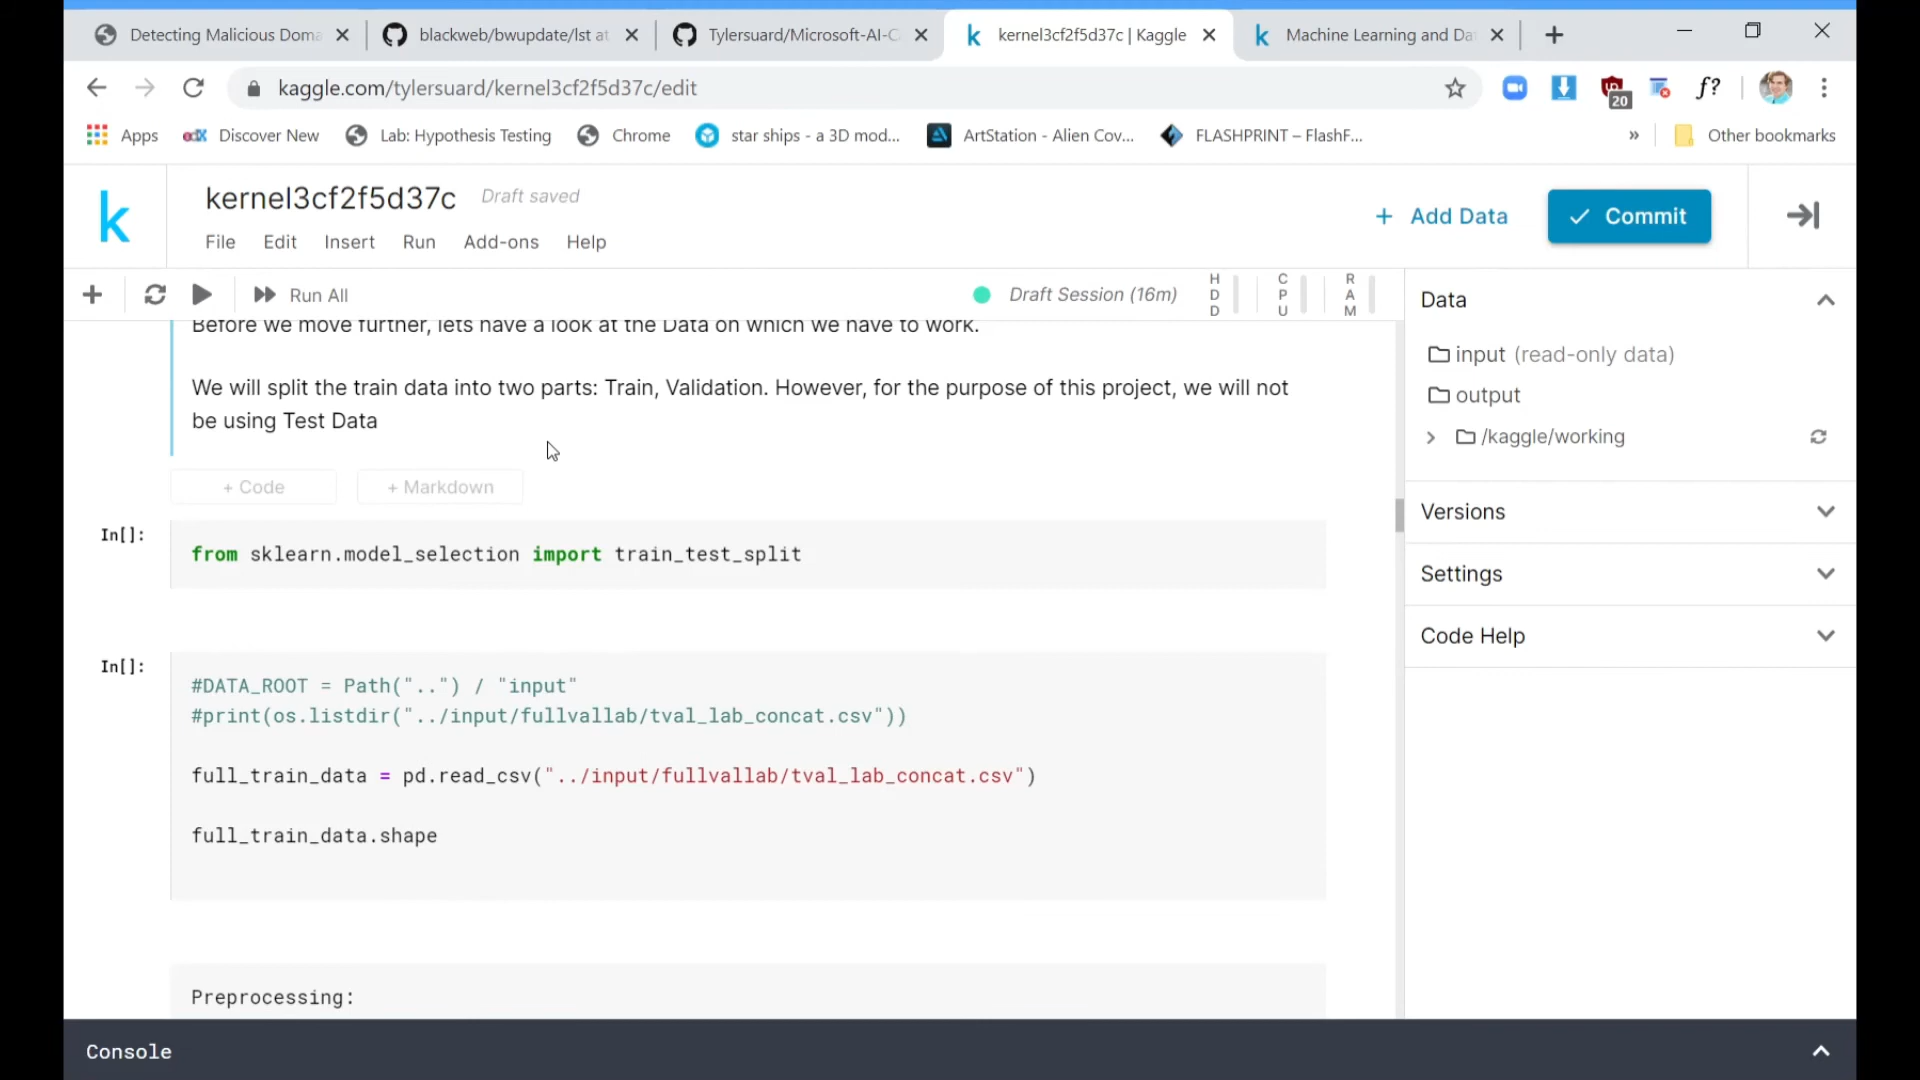 Detecting Malicious Doma
blackweb/bwupdate/lst at
Tylersuard/Microsoft-AI-C
kernel3cf2f5d37c | Kaggle
Machine Learning and Da
kaggle.com/tylersuard/kernel3cf2f5d37c/edit
20
f?
Apps
edX Discover New
Lab: Hypothesis Testing
Chrome
star ships - a 3D mod...
ArtStation - Alien Cov...
FLASHPRINT – FlashF...
»
Other bookmarks
k
kernel3cf2f5d37c
Draft saved
File Edit Insert Run Add-ons Help
+ Add Data
Commit
Run All
Draft Session (16m)
HDD
CPU
RAM
Before we move further, lets have a look at the Data on which we have to work.
We will split the train data into two parts: Train, Validation. However, for the purpose of this project, we will not
be using Test Data
+ Code
+ Markdown
In[]:
from sklearn.model_selection import train_test_split
In[]:
#DATA_ROOT = Path("..") / "input"
#print(os.listdir("../input/fullvallab/tval_lab_concat.csv"))
full_train_data = pd.read_csv("../input/fullvallab/tval_lab_concat.csv")
full_train_data.shape
Preprocessing:
Data
input (read-only data)
output
/kaggle/working
Versions
Settings
Code Help
Console